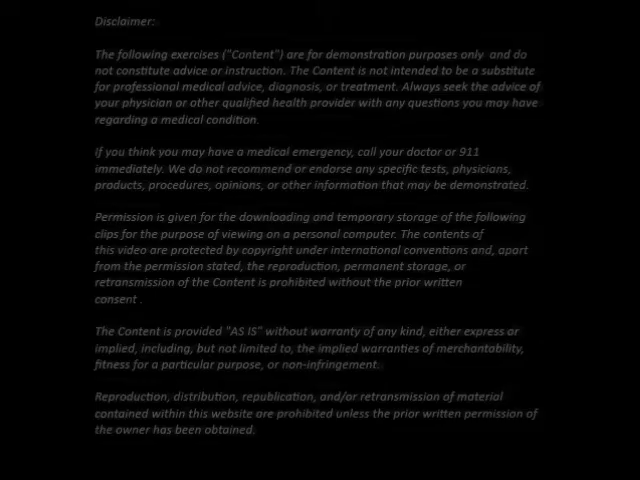 Disclaimer:
The following exercises ("Content") are for demonstration purposes only and do
not constitute advice or instruction. The Content is not intended to be a substitute
for professional medical advice, diagnosis, or treatment. Always seek the advice of
your physician or other qualified health provider with any questions you may have
regarding a medical condition.
If you think you may have a medical emergency, call your doctor or 911
immediately. We do not recommend or endorse any specific tests, physicians,
products, procedures, opinions, or other information that may be demonstrated.
Permission is given for the downloading and temporary storage of the following
clips for the purpose of viewing on a personal computer. The contents of
this video are protected by copyright under international conventions and, apart
from the permission stated, the reproduction, permanent storage, or
retransmission of the Content is prohibited without the prior written
consent .
The Content is provided "AS IS" without warranty of any kind, either express or
implied, including, but not limited to, the implied warranties of merchantability,
fitness for a particular purpose, or non-infringement.
Reproduction, distribution, republication, and/or retransmission of material
contained within this website are prohibited unless the prior written permission of
the owner has been obtained.